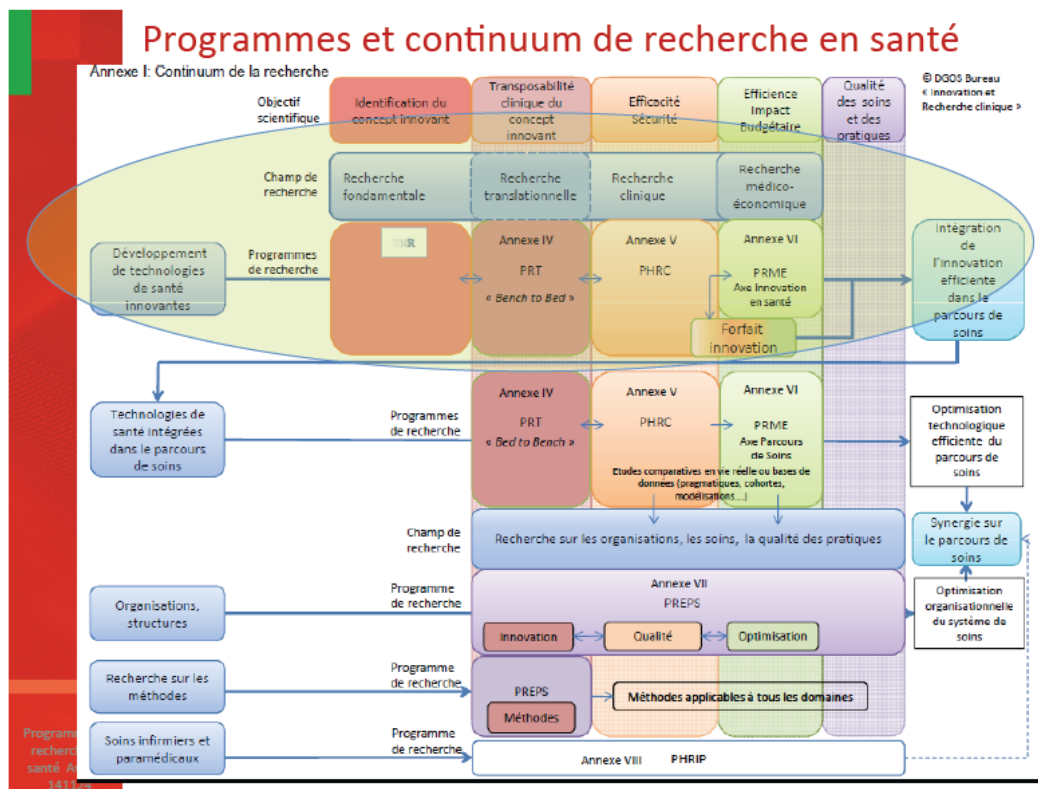 Programmes et continuum de recherche en santé
Annexe I: Continuum de la recherche
© DGOS Bureau
« Innovation et
Recherche clinique »
Objectif
scientifique
Identification du
concept innovant
Transposabilité
clinique du
concept
innovant
Efficacité
Sécurité
Efficience
Impact
Budgétaire
Qualité
des soins
et des
pratiques
Champ de
recherche
Recherche
fondamentale
Recherche
translationnelle
Recherche
clinique
Recherche
médico-
économique
Développement
de technologies
de santé
innovantes
Programmes
de recherche
Annexe IV
PRT
« Bench to Bed »
Annexe V
PHRC
Annexe VI
PRME
Axe Innovation
en santé
Forfait
innovation
Intégration
de
l'innovation
efficiente
dans le
parcours de
soins
Technologies de
santé intégrées
dans le parcours
de soins
Programmes
de recherche
Annexe IV
PRT
« Bed to Bench »
Annexe V
PHRC
Annexe VI
PRME
Axe Parcours
de Soins
Etudes comparatives en vie réelle ou bases de
données (pragmatiques, cohortes,
modélisations...)
Optimisation
technologique
efficiente du
parcours de
soins
Champ de
recherche
Recherche sur les organisations, les soins, la qualité des pratiques
Synergie sur
le parcours de
soins
Organisations,
structures
Programme
de recherche
Annexe VII
PREPS
Innovation
Qualité
Optimisation
Optimisation
organisationnelle
du système de
soins
Recherche sur les
méthodes
Programme
de recherche
PREPS
Méthodes
Méthodes applicables à tous les domaines
Soins infirmiers et
paramédicaux
Programme
de recherche
Annexe VIII PHRIP
Program
recherc
santé A
141124